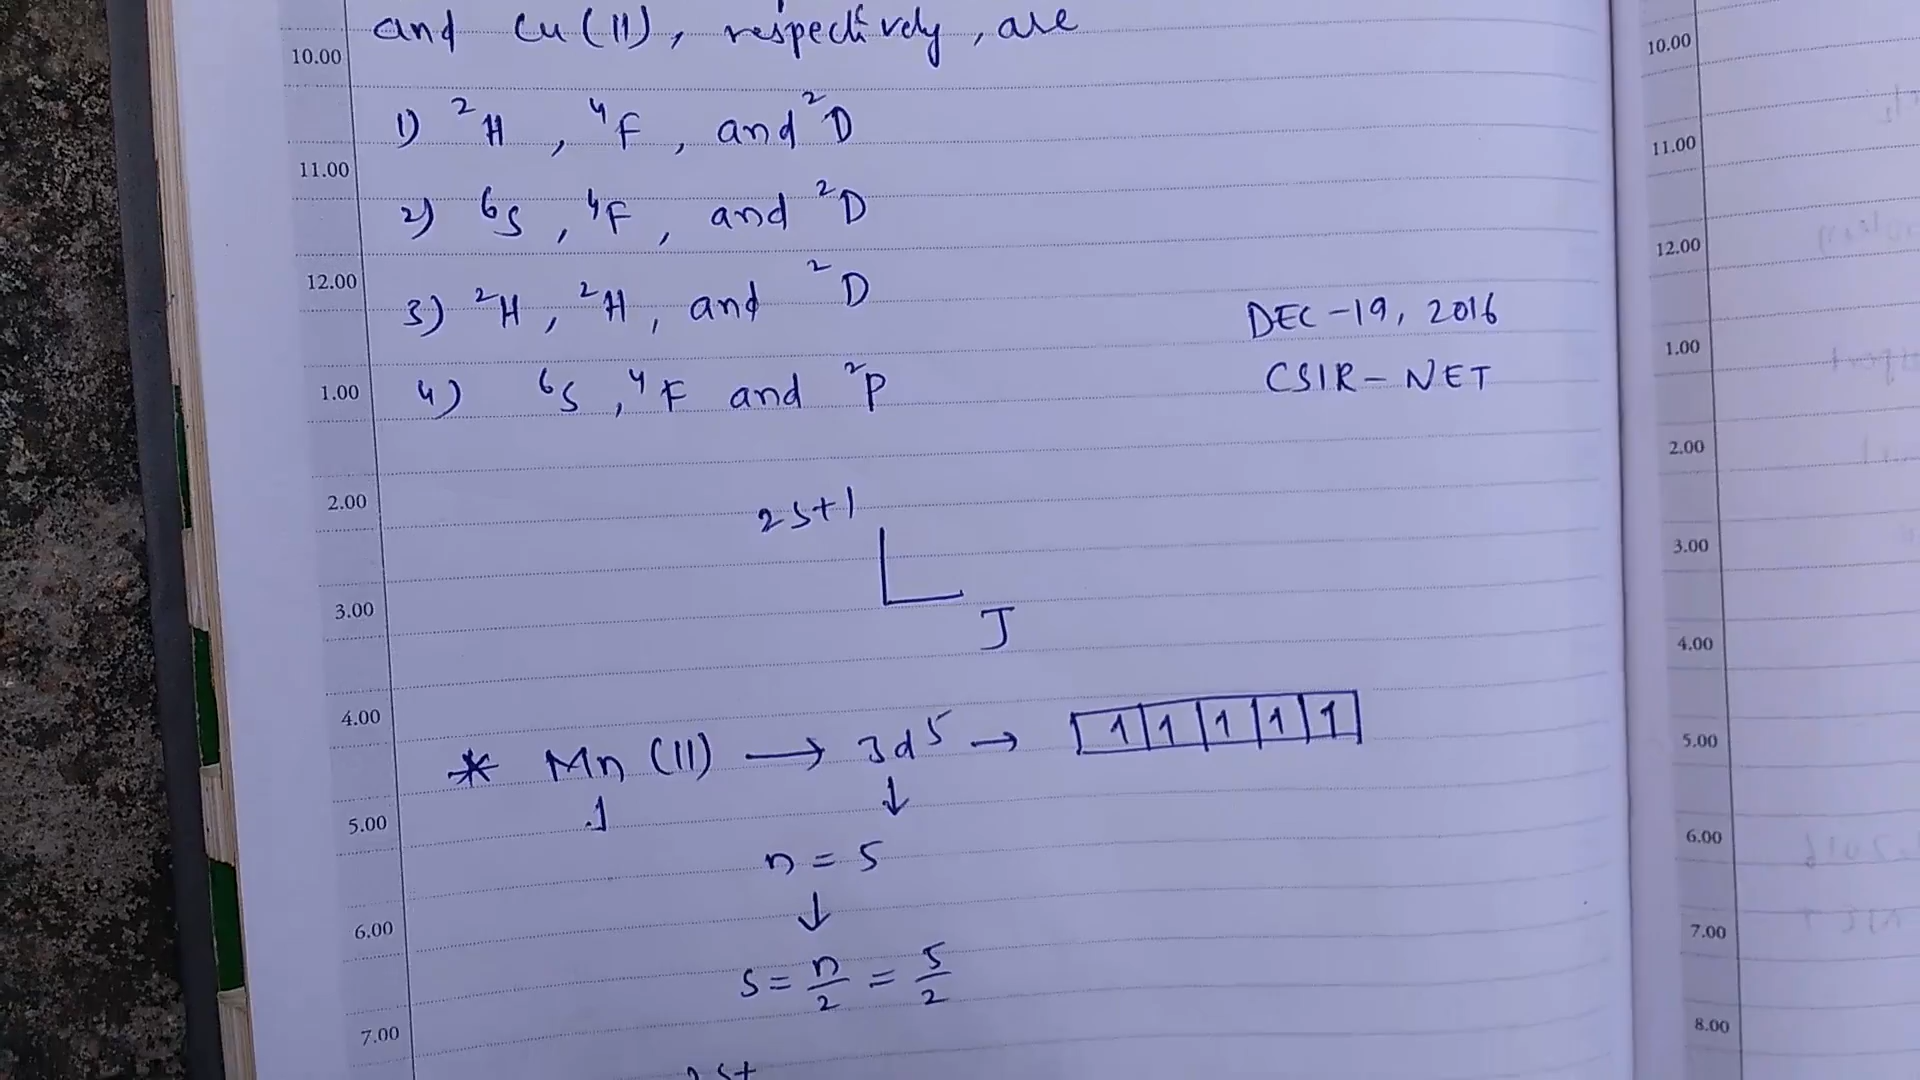 and Cu(II), respectively, are
10.00
1) ²H, ⁴F, and ²D
11.00
2) ⁶S, ⁴F, and ²D
12.00
3) ²H, ²H, and ²D
DEC-19, 2016
1.00
4) ⁶S, ⁴F and ²P
CSIR-NET
2.00
2S+1
L
3.00
J
4.00
* Mn (II) → 3d⁵ → 1 1 1 1 1
↓
5.00
n = 5
↓
6.00
S = n/2 = 5/2
7.00
2S+
10.00
11.00
12.00
1.00
2.00
3.00
4.00
5.00
6.00
7.00
8.00